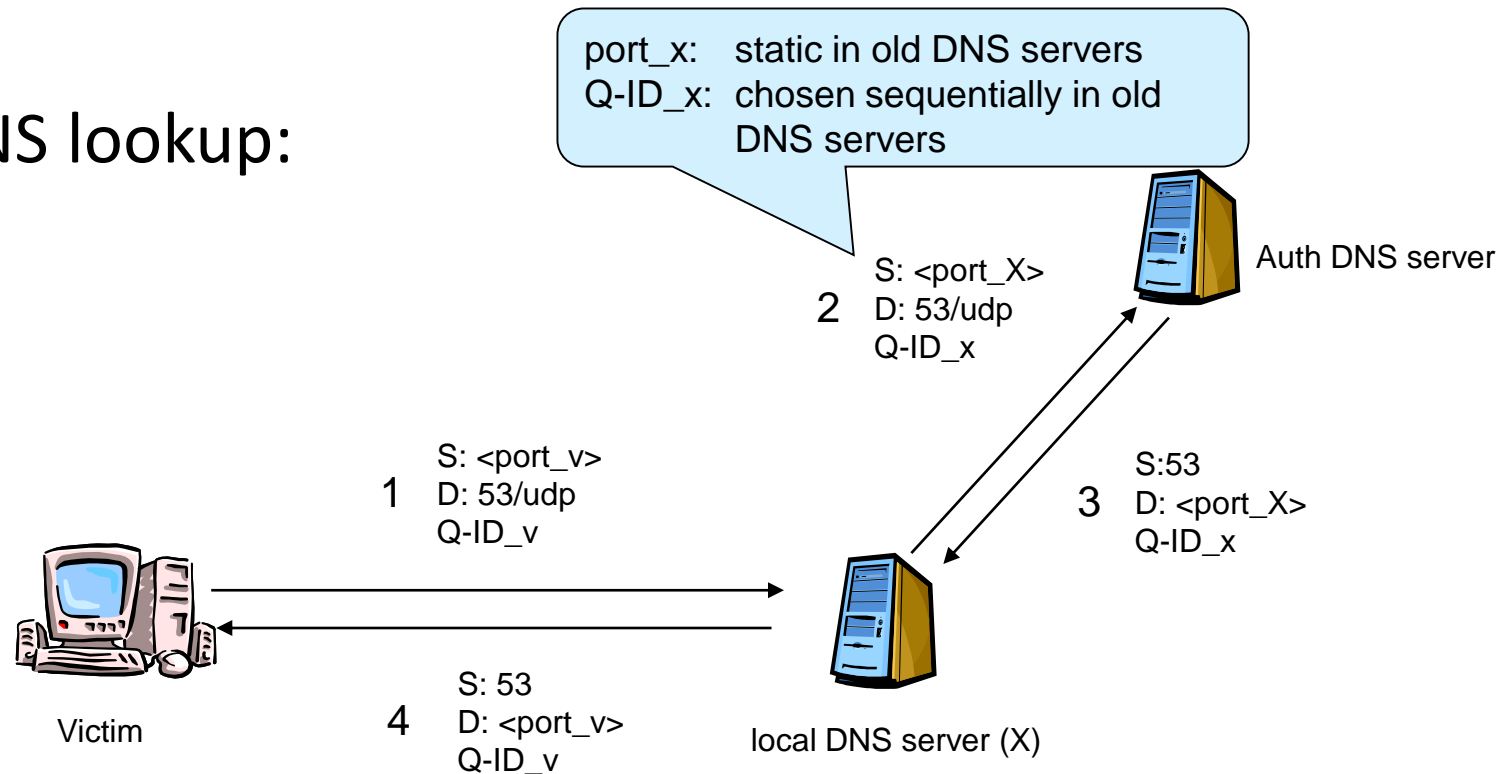 port_x: static in old DNS servers
Q-ID_x: chosen sequentially in old
DNS servers
NS lookup:
Auth DNS server
2
S: <port_X>
D: 53/udp
Q-ID_x
1
S: <port_v>
D: 53/udp
Q-ID_v
3
S:53
D: <port_X>
Q-ID_x
4
S: 53
D: <port_v>
Q-ID_v
Victim
local DNS server (X)